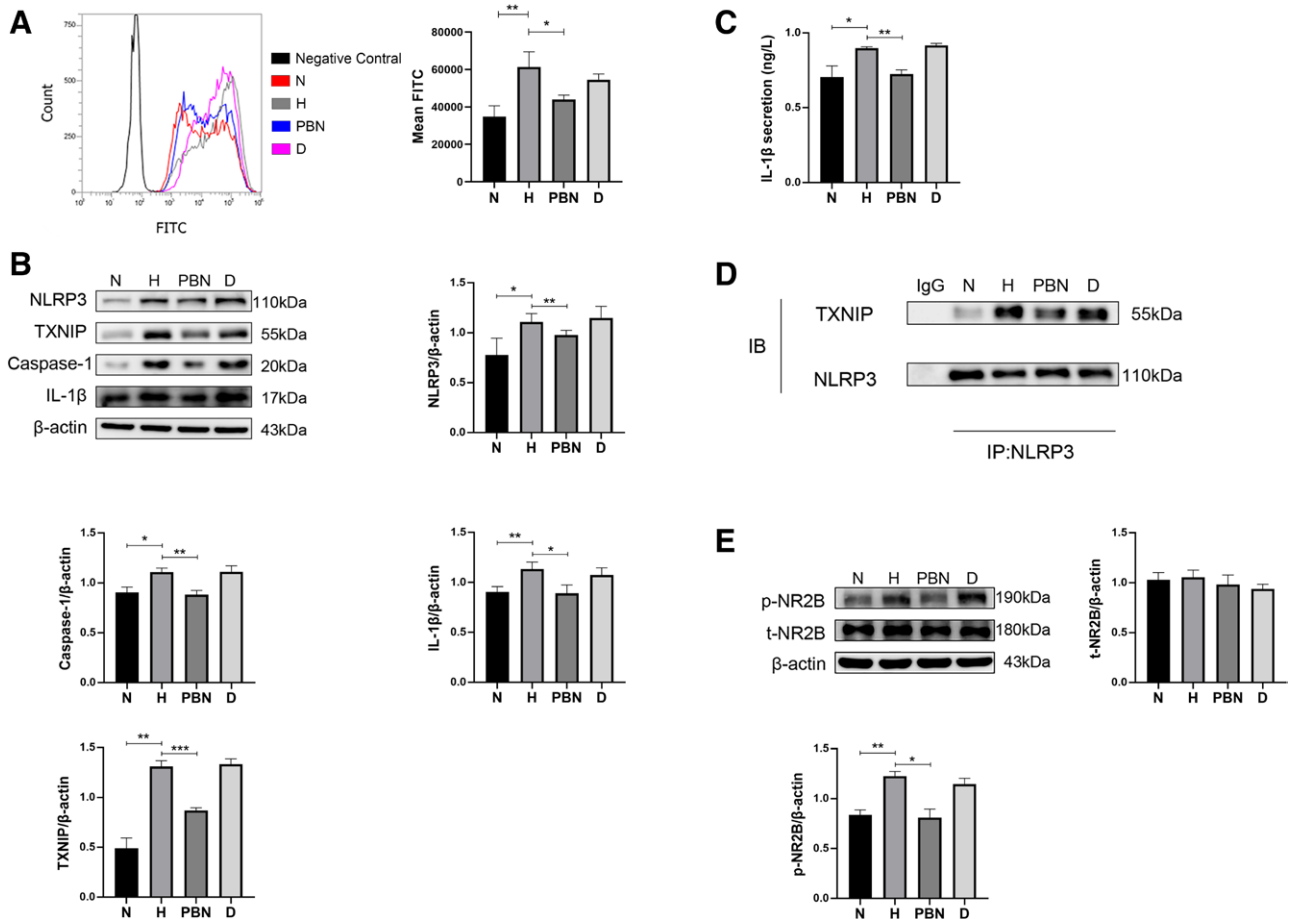 A
750
500
250
0
Count
10⁰ 10¹ 10² 10³ 10⁴ 10⁵ 10⁶
FITC
Negative Contral
N
H
PBN
D
** *
80000
60000
40000
20000
0
Mean FITC
N H PBN D
C
* **
1.0
0.5
0.0
IL-1β secretion (ng/L)
N H PBN D
B
N H PBN D
NLRP3 110kDa
TXNIP 55kDa
Caspase-1 20kDa
IL-1β 17kDa
β-actin 43kDa
* **
1.5
1.0
0.5
0.0
NLRP3/β-actin
N H PBN D
D
IgG N H PBN D
IB
TXNIP 55kDa
NLRP3 110kDa
IP:NLRP3
* **
1.5
1.0
0.5
0.0
Caspase-1/β-actin
N H PBN D
** *
1.5
1.0
0.5
0.0
IL-1β/β-actin
N H PBN D
E
N H PBN D
p-NR2B 190kDa
t-NR2B 180kDa
β-actin 43kDa
1.5
1.0
0.5
0.0
t-NR2B/β-actin
N H PBN D
** ***
1.5
1.0
0.5
0.0
TXNIP/β-actin
N H PBN D
** *
1.5
1.0
0.5
0.0
p-NR2B/β-actin
N H PBN D